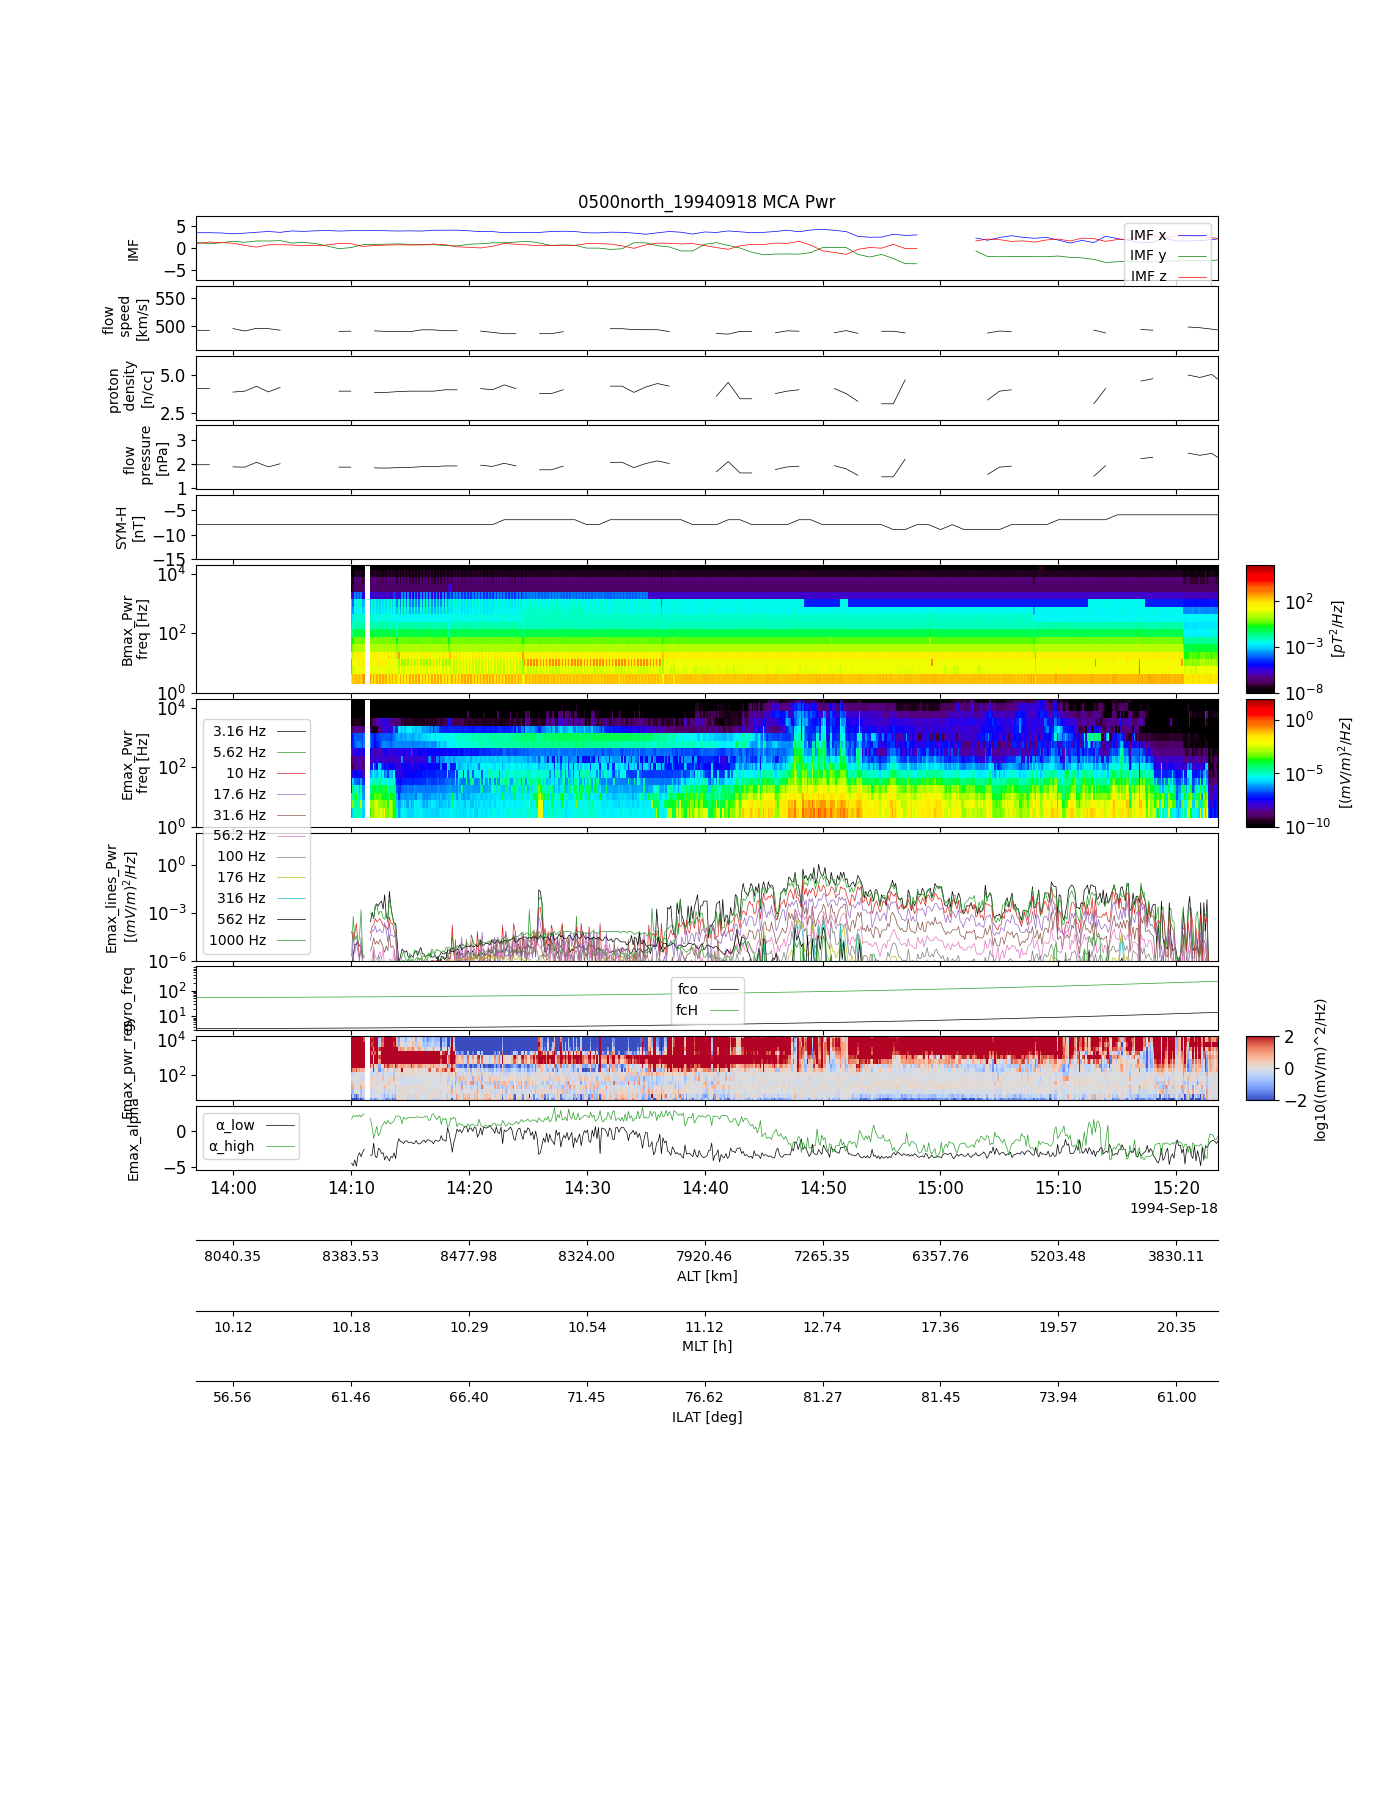 0500north_19940918 MCA Pwr
5
0
−5
IMF
IMF x
IMF y
IMF z
550
500
flow
speed
[km/s]
5.0
2.5
proton
density
[n/cc]
3
2
1
flow
pressure
[nPa]
−5
−10
−15
SYM-H
[nT]
10^4
10^2
10^0
Bmax_Pwr
freq [Hz]
10^2
10^−3
10^−8
[pT^2/Hz]
10^4
10^2
10^0
Emax_Pwr
freq [Hz]
10^0
10^−5
10^−10
[(mV/m)^2/Hz]
3.16 Hz
5.62 Hz
10 Hz
17.6 Hz
31.6 Hz
56.2 Hz
100 Hz
176 Hz
316 Hz
562 Hz
1000 Hz
10^0
10^−3
10^−6
Emax_lines_Pwr
[(mV/m)^2/Hz]
10^2
10^1
gyro_freq
fco
fcH
10^4
10^2
Emax_pwr_reg
2
0
−2
log10((mV/m)^2/Hz)
0
−5
Emax_alpha
α_low
α_high
14:00 14:10 14:20 14:30 14:40 14:50 15:00 15:10 15:20
1994-Sep-18
8040.35 8383.53 8477.98 8324.00 7920.46 7265.35 6357.76 5203.48 3830.11
ALT [km]
10.12 10.18 10.29 10.54 11.12 12.74 17.36 19.57 20.35
MLT [h]
56.56 61.46 66.40 71.45 76.62 81.27 81.45 73.94 61.00
ILAT [deg]